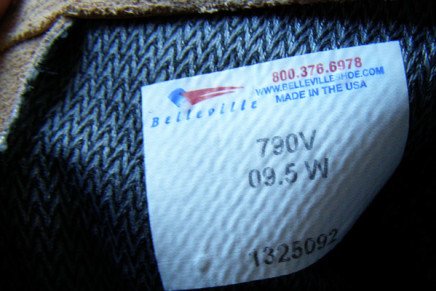 800.376.6978
WWW.BELLEVILLESHOE.COM
MADE IN THE USA
Belleville
790V
09.5 W
1325092